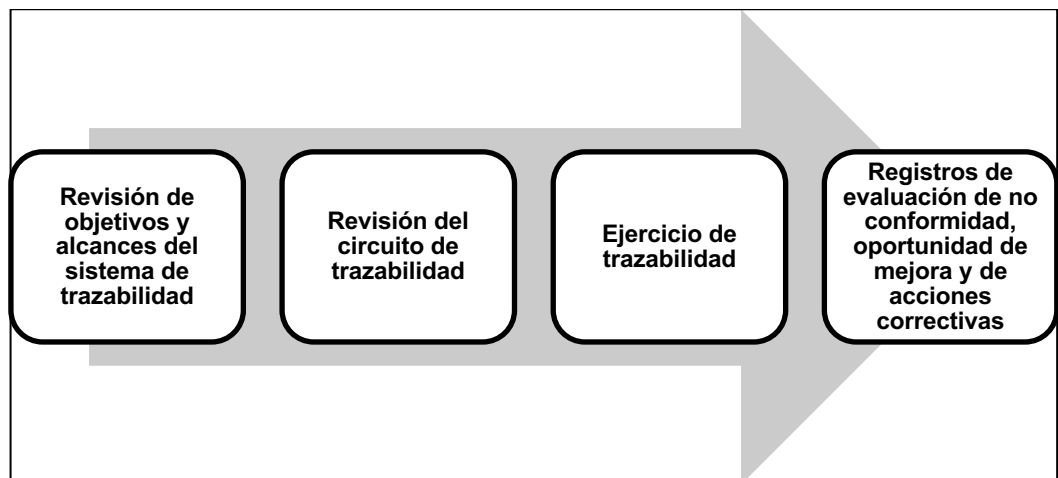 Revisión de
objetivos y
alcances del
sistema de
trazabilidad
Revisión del
circuito de
trazabilidad
Ejercicio de
trazabilidad
Registros de
evaluación de no
conformidad,
oportunidad de
mejora y de
acciones
correctivas